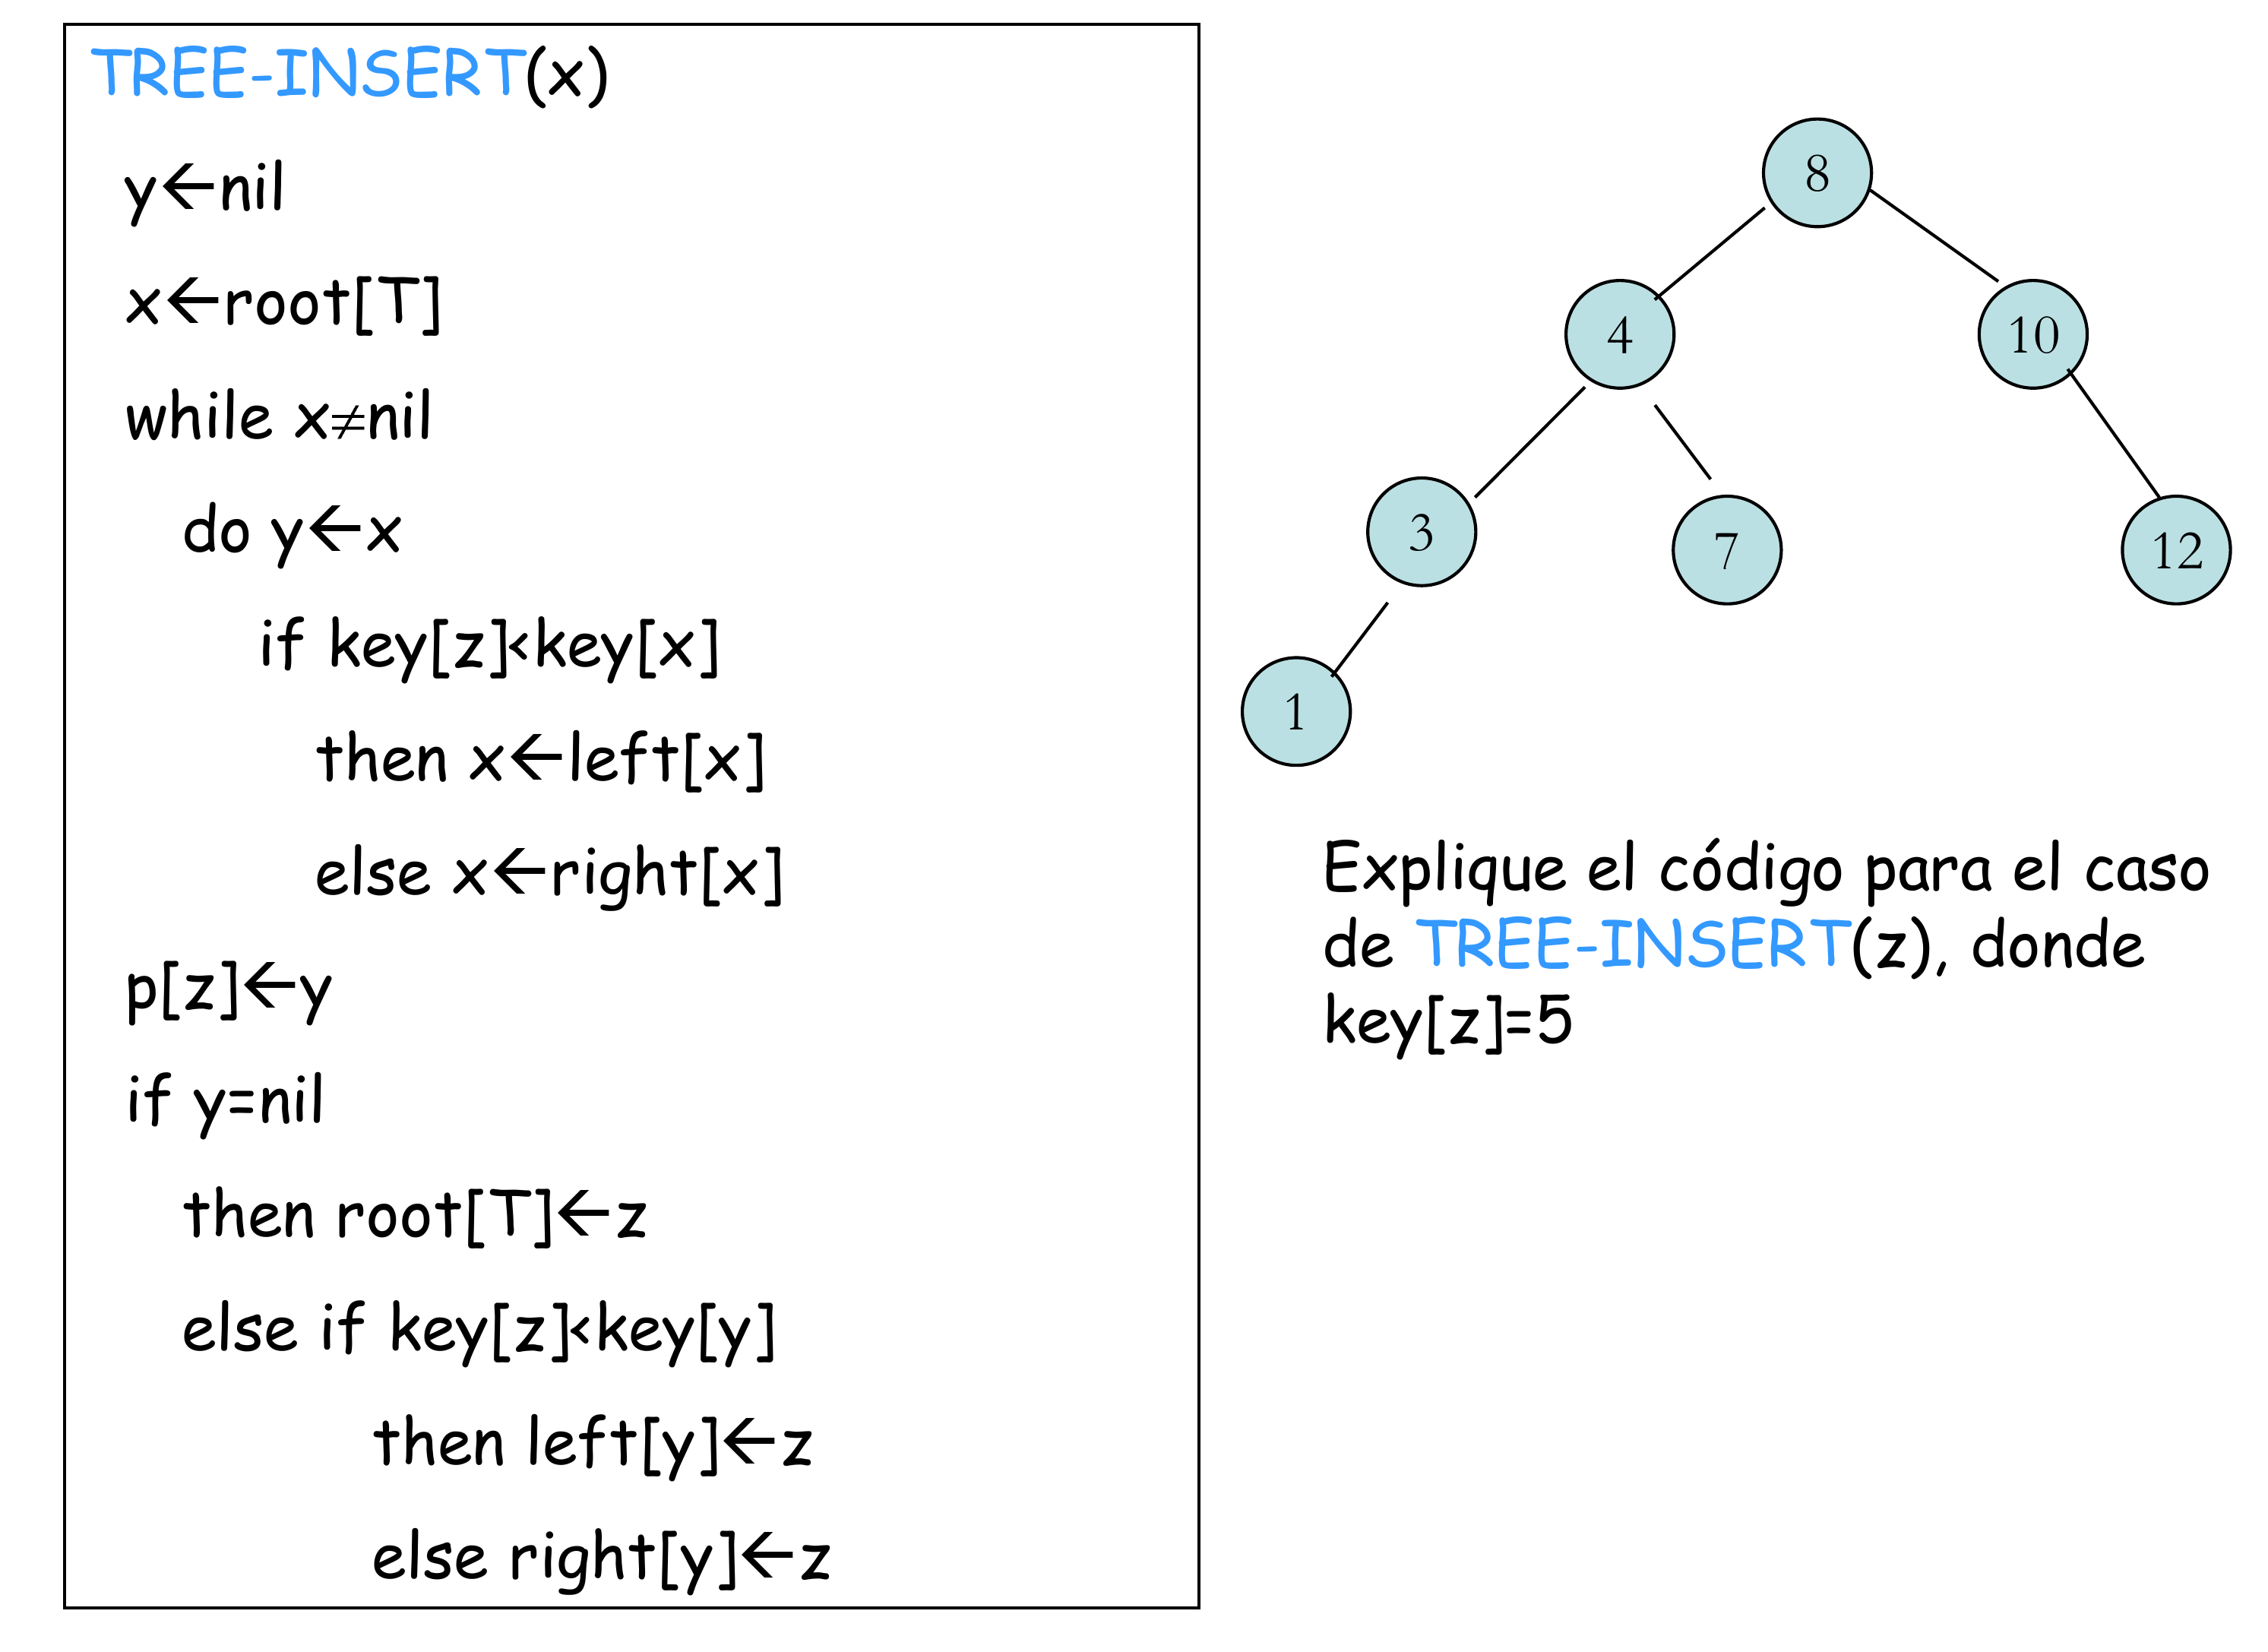 TREE-INSERT(x)
y←nil
x←root[T]
while x≠nil
do y←x
if key[z]<key[x]
then x←left[x]
else x←right[x]
p[z]←y
if y=nil
then root[T]←z
else if key[z]<key[y]
then left[y]←z
else right[y]←z
8
4
10
3
7
12
1
Explique el código para el caso
de TREE-INSERT(z), donde
key[z]=5